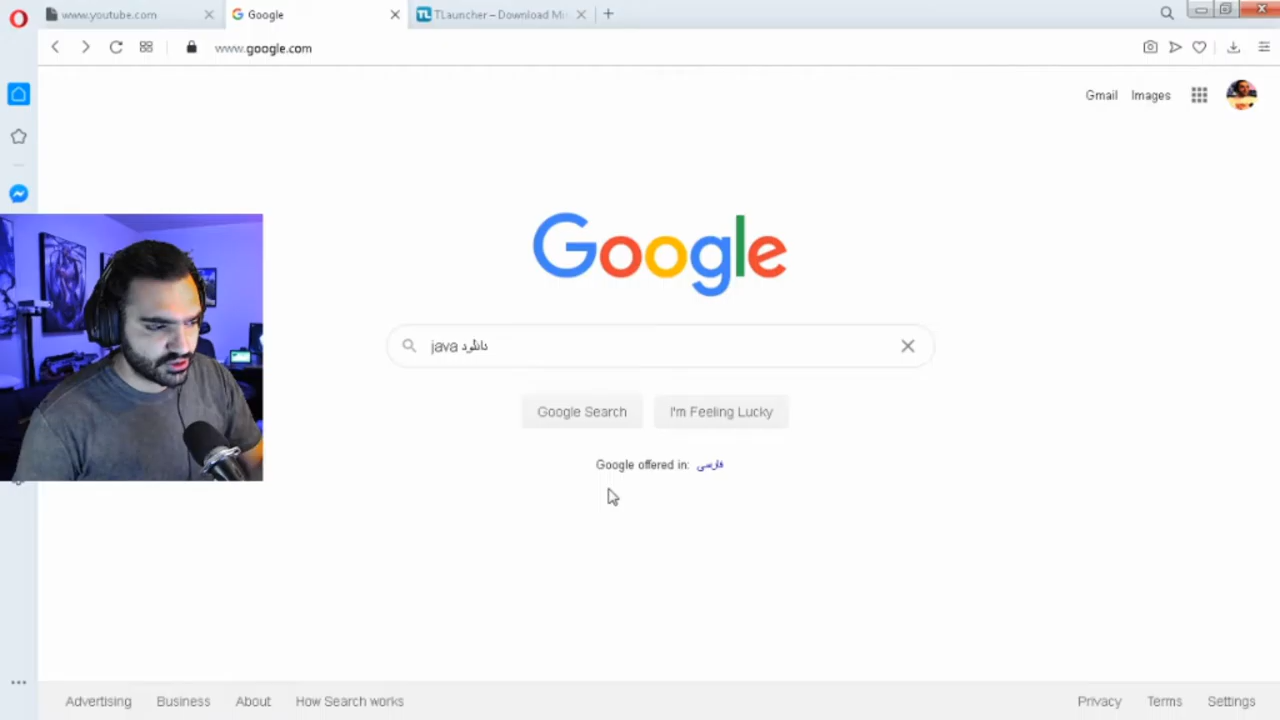 www.youtube.com
Google
TLauncher – Download Mi
www.google.com
Gmail
Images
Google
java دانلود
Google Search
I'm Feeling Lucky
Google offered in: فارسی
Advertising
Business
About
How Search works
Privacy
Terms
Settings